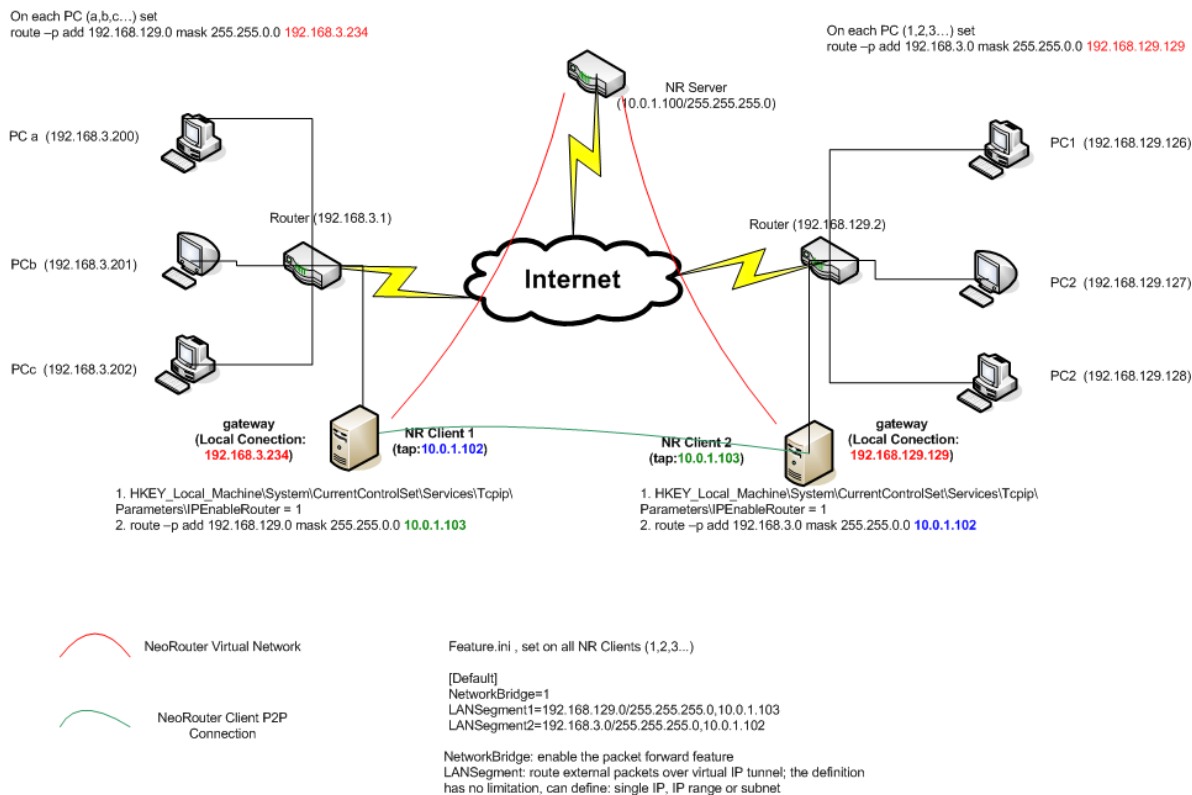 On each PC (a,b,c...) set
route –p add 192.168.129.0 mask 255.255.0.0 192.168.3.234
On each PC (1,2,3...) set
route –p add 192.168.3.0 mask 255.255.0.0 192.168.129.129
NR Server
(10.0.1.100/255.255.255.0)
PC a (192.168.3.200)
PC1 (192.168.129.126)
Router (192.168.3.1)
Router (192.168.129.2)
PCb (192.168.3.201)
Internet
PC2 (192.168.129.127)
PCc (192.168.3.202)
PC2 (192.168.129.128)
gateway
(Local Conection:
192.168.3.234)
NR Client 1
(tap:10.0.1.102)
NR Client 2
(tap:10.0.1.103)
gateway
(Local Conection:
192.168.129.129)
1. HKEY_Local_Machine\System\CurrentControlSet\Services\Tcpip\
Parameters\IPEnableRouter = 1
2. route –p add 192.168.129.0 mask 255.255.0.0 10.0.1.103
1. HKEY_Local_Machine\System\CurrentControlSet\Services\Tcpip\
Parameters\IPEnableRouter = 1
2. route –p add 192.168.3.0 mask 255.255.0.0 10.0.1.102
NeoRouter Virtual Network
NeoRouter Client P2P
Connection
Feature.ini , set on all NR Clients (1,2,3...)
[Default]
NetworkBridge=1
LANSegment1=192.168.129.0/255.255.255.0,10.0.1.103
LANSegment2=192.168.3.0/255.255.255.0,10.0.1.102
NetworkBridge: enable the packet forward feature
LANSegment: route external packets over virtual IP tunnel; the definition
has no limitation, can define: single IP, IP range or subnet